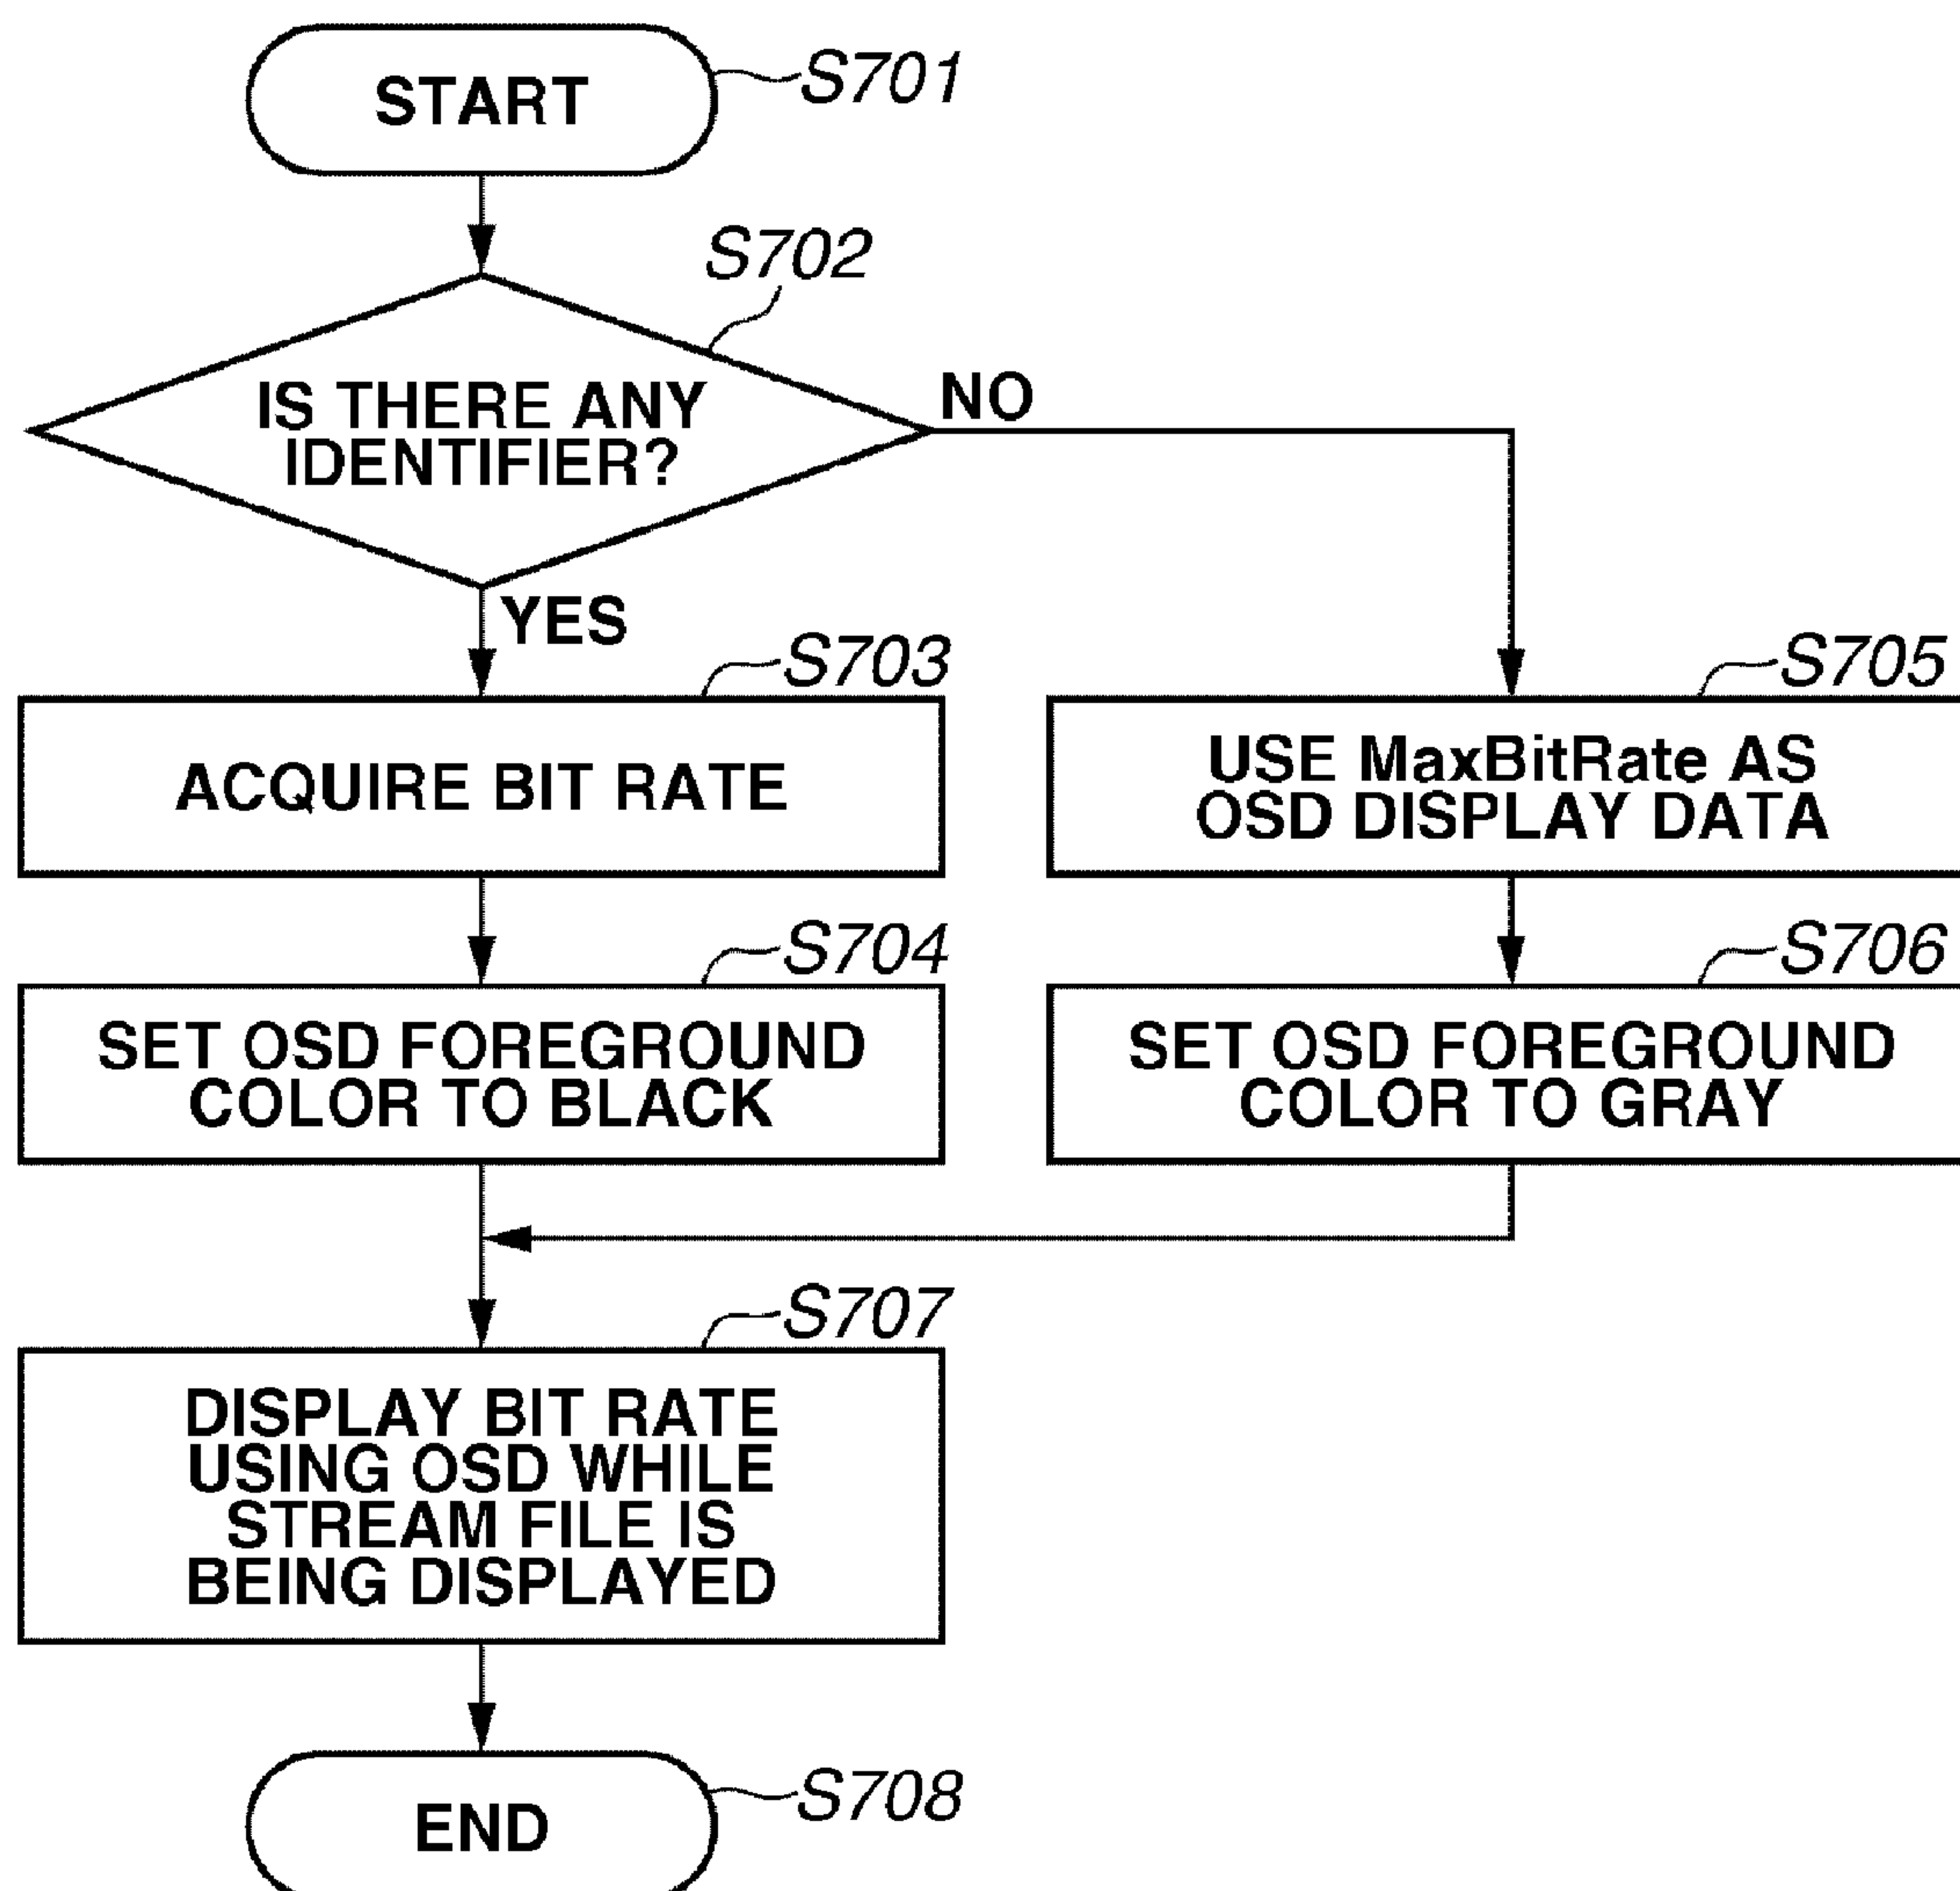 START
S701
S702
IS THERE ANY
IDENTIFIER?
NO
YES
S703
ACQUIRE BIT RATE
S705
USE MaxBitRate AS
OSD DISPLAY DATA
S704
SET OSD FOREGROUND
COLOR TO BLACK
S706
SET OSD FOREGROUND
COLOR TO GRAY
S707
DISPLAY BIT RATE
USING OSD WHILE
STREAM FILE IS
BEING DISPLAYED
END
S708